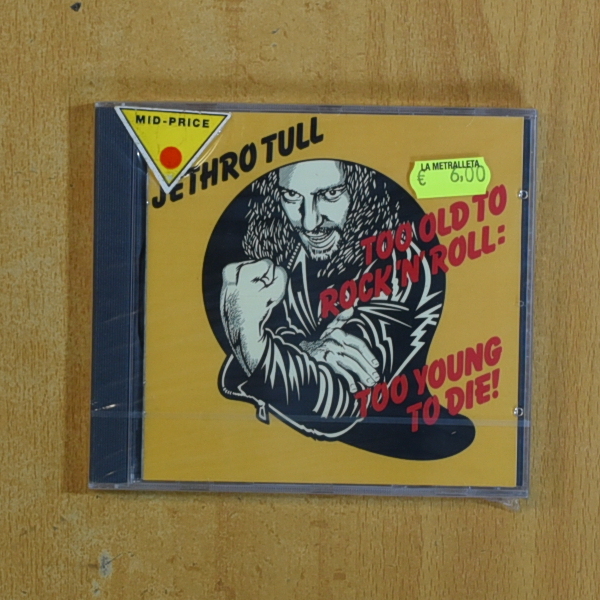 MID-PRICE
JETHRO TULL
LA METRALLETA
€ 6,00
TOO OLD TO
ROCK 'N' ROLL:
TOO YOUNG
TO DIE!